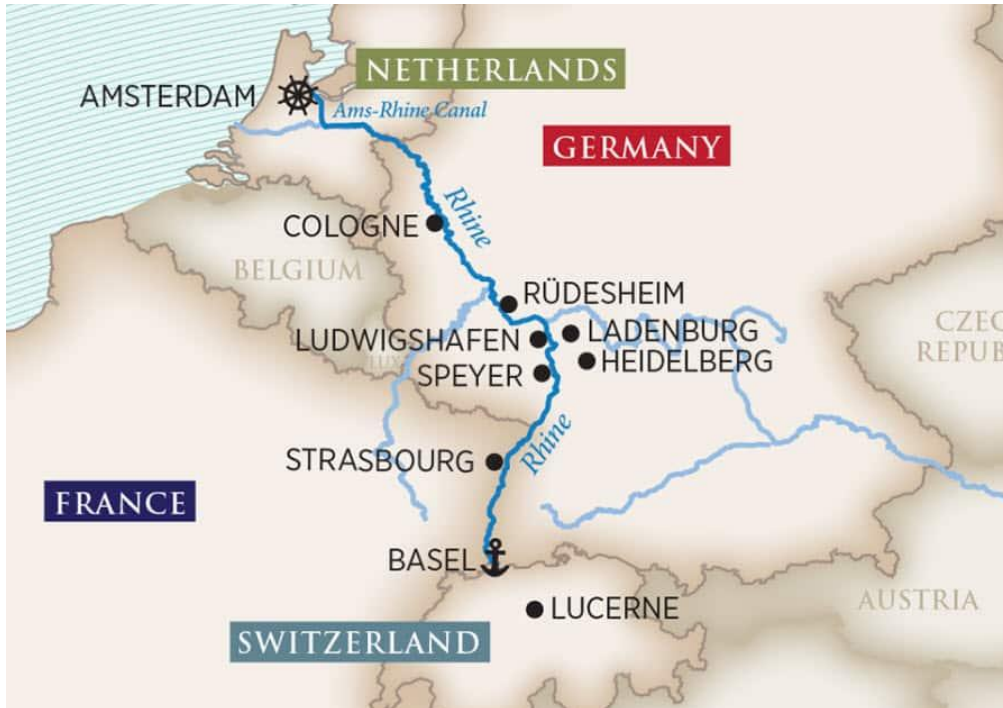 NETHERLANDS
AMSTERDAM
Ams-Rhine Canal
GERMANY
Rhine
COLOGNE
BELGIUM
RÜDESHEIM
CZEC
REPUB
LUDWIGSHAFEN
LADENBURG
LUX
HEIDELBERG
SPEYER
Rhine
STRASBOURG
FRANCE
BASEL
LUCERNE
AUSTRIA
SWITZERLAND